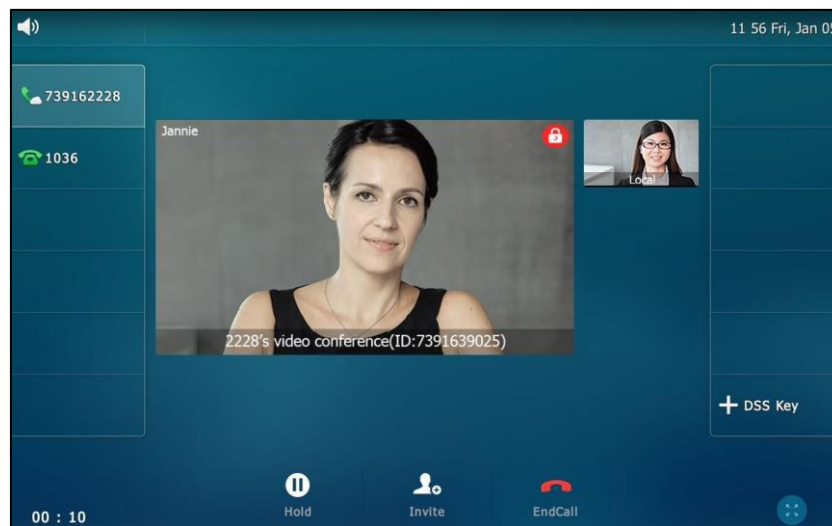 11 56 Fri, Jan 05
739162228
1036
Jannie
Local
2228's video conference(ID:7391639025)
DSS Key
Hold
Invite
EndCall
00 : 10